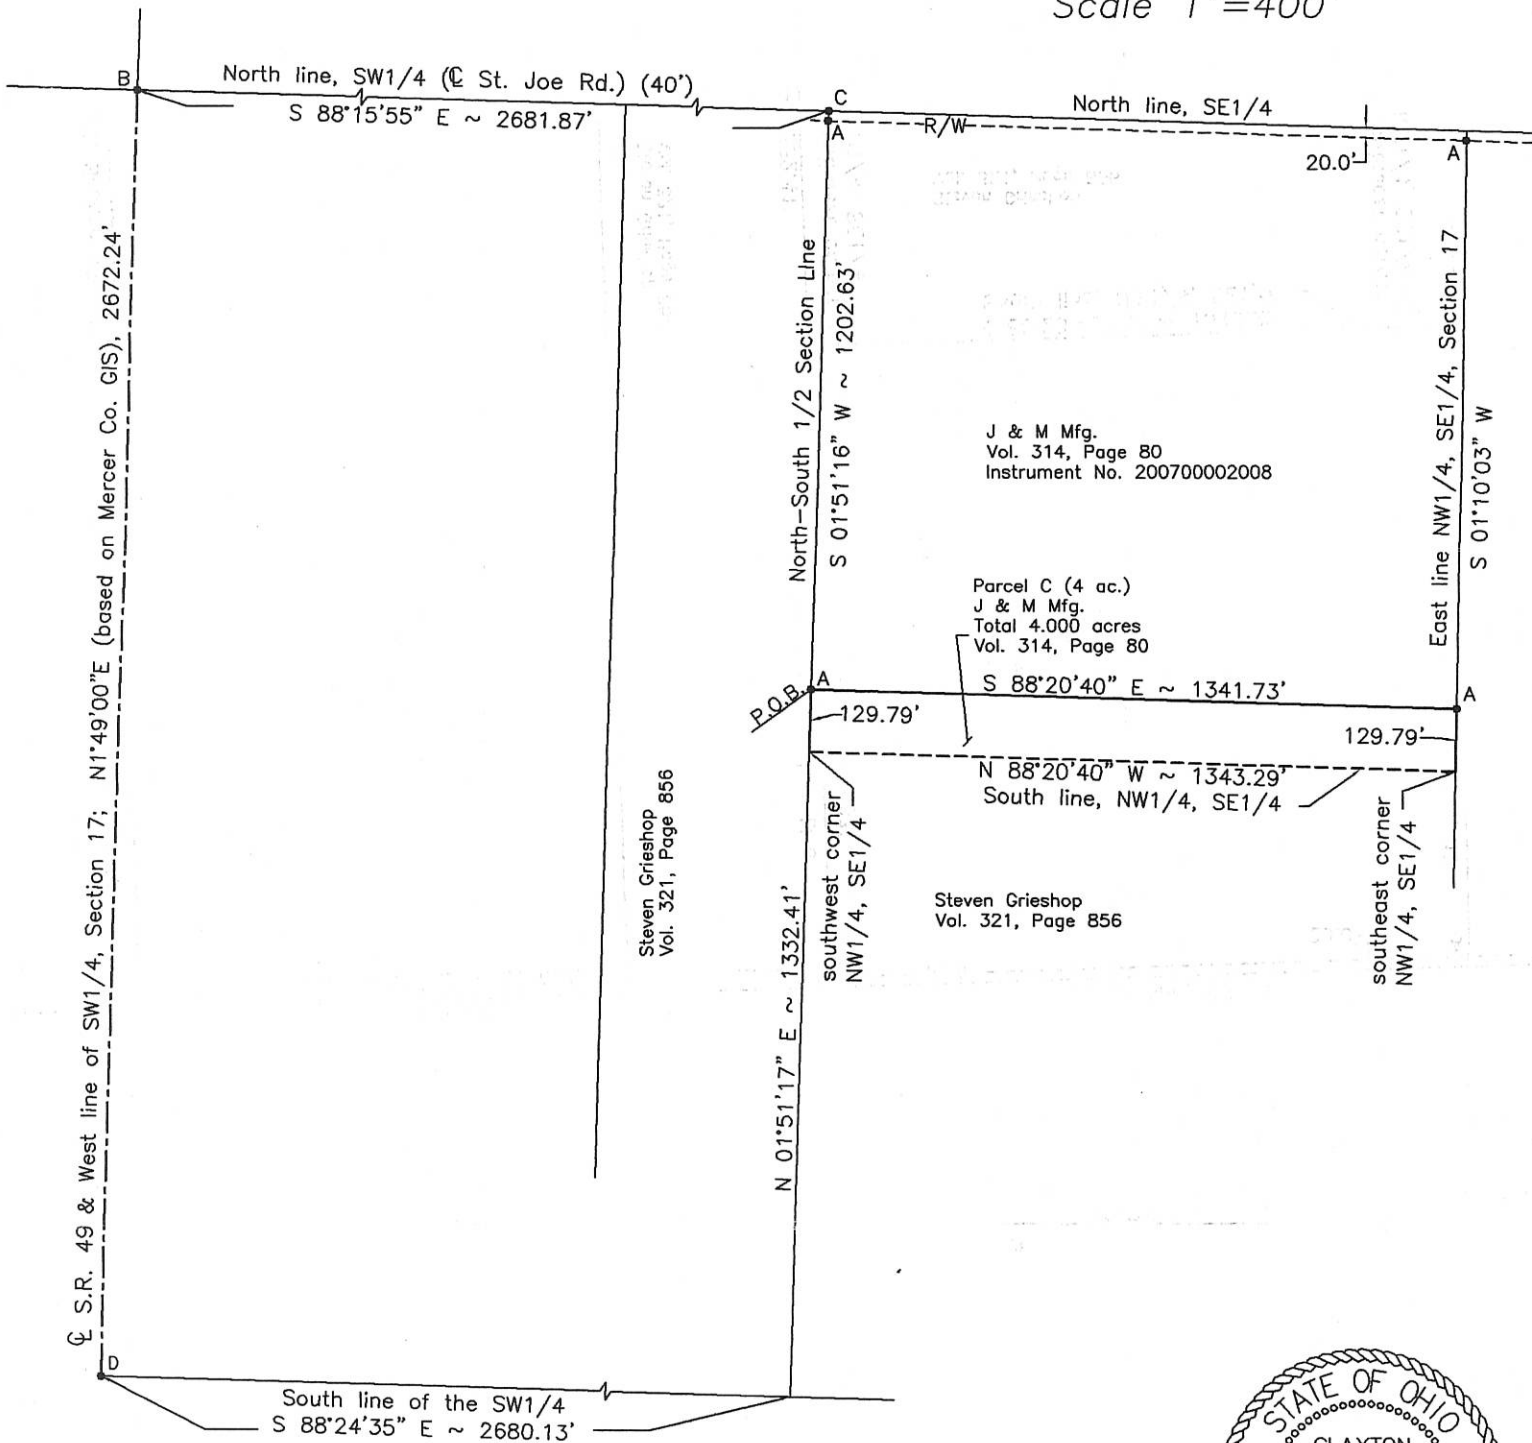 Scale 1"=400'
B
North line, SW1/4 (℄ St. Joe Rd.) (40')
S 88°15'55" E ~ 2681.87'
C
A
R/W
North line, SE1/4
20.0'
A
℄ S.R. 49 & West line of SW1/4, Section 17; N1°49'00"E (based on Mercer Co. GIS), 2672.24'
North-South 1/2 Section Line
S 01°51'16" W ~ 1202.63'
East line NW1/4, SE1/4, Section 17
S 01°10'03" W
J & M Mfg.
Vol. 314, Page 80
Instrument No. 200700002008
Parcel C (4 ac.)
J & M Mfg.
Total 4.000 acres
Vol. 314, Page 80
P.O.B.
A
S 88°20'40" E ~ 1341.73'
A
129.79'
129.79'
N 88°20'40" W ~ 1343.29'
South line, NW1/4, SE1/4
Steven Grieshop
Vol. 321, Page 856
southwest corner
NW1/4, SE1/4
southeast corner
NW1/4, SE1/4
Steven Grieshop
Vol. 321, Page 856
N 01°51'17" E ~ 1332.41'
D
South line of the SW1/4
S 88°24'35" E ~ 2680.13'
STATE OF OHIO
CLAYTON